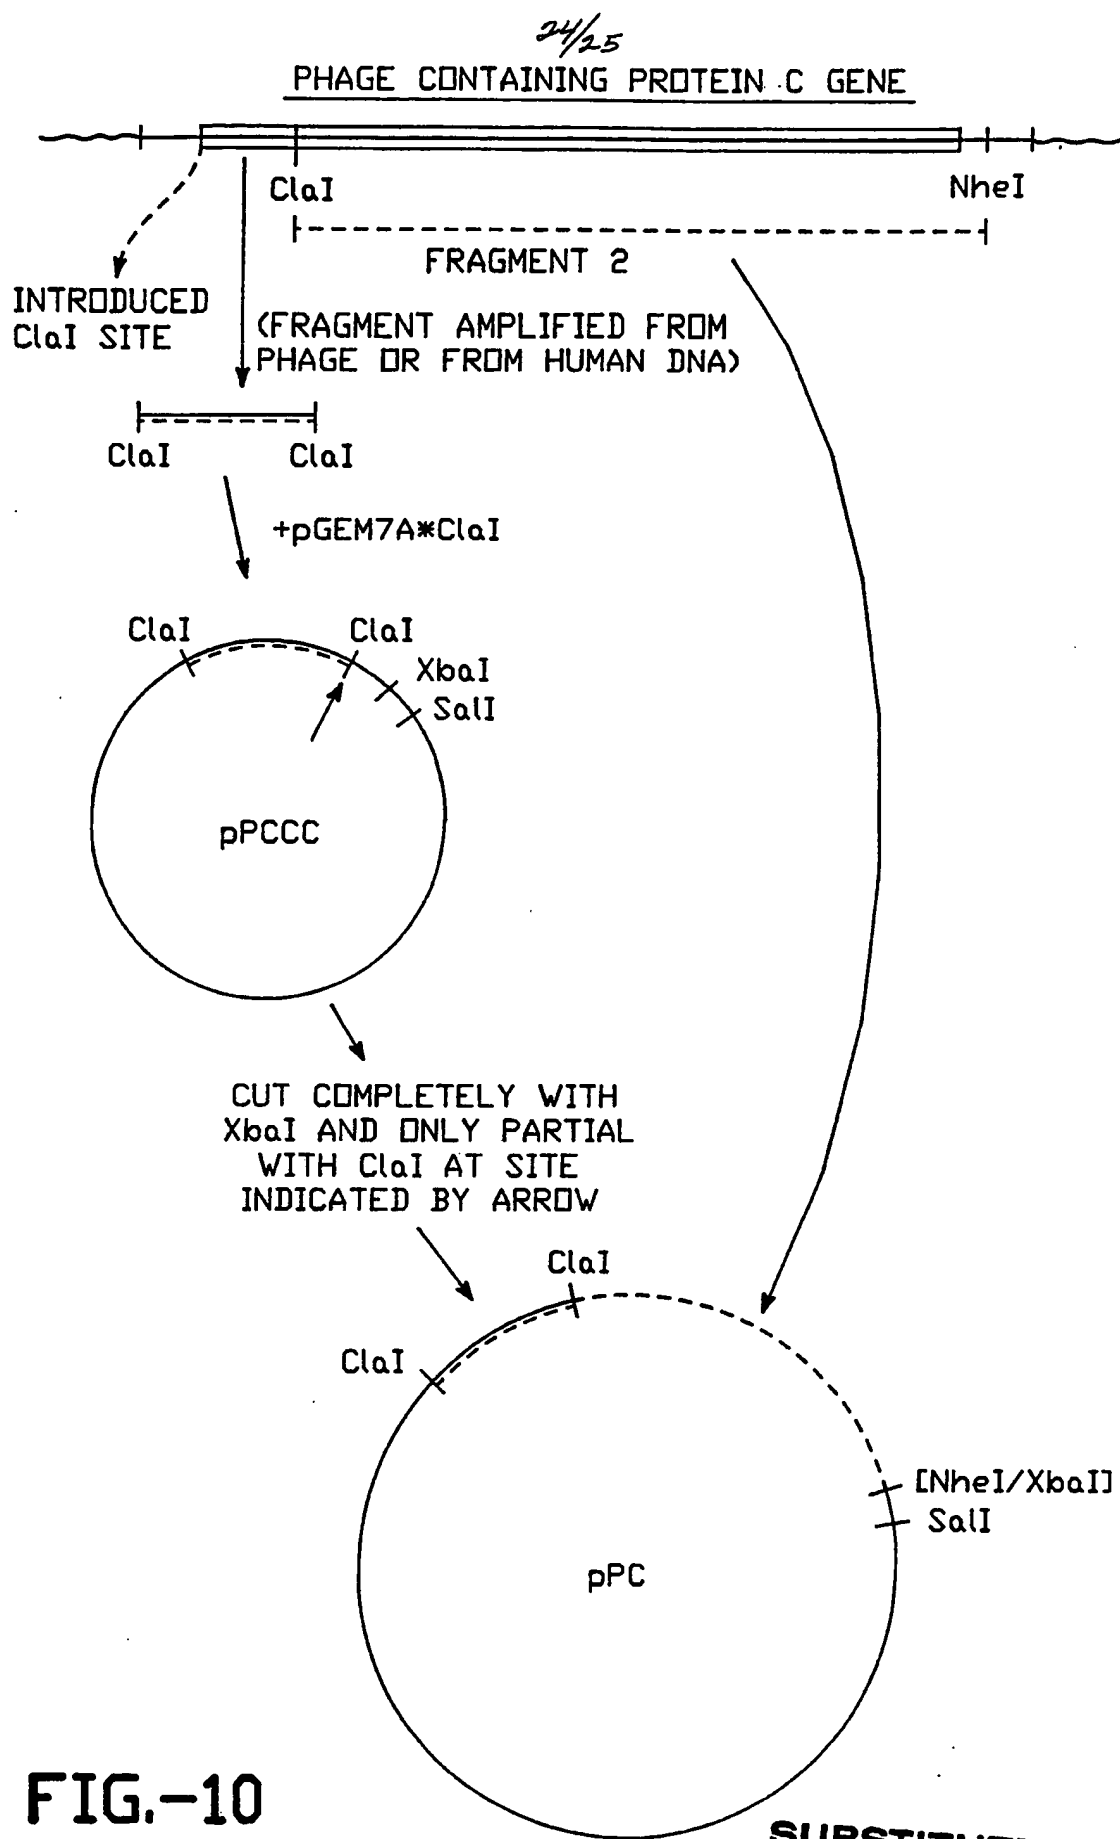 24/25
PHAGE CONTAINING PROTEIN C GENE
ClaI
NheI
FRAGMENT 2
INTRODUCED
ClaI SITE
(FRAGMENT AMPLIFIED FROM
PHAGE OR FROM HUMAN DNA)
ClaI
ClaI
+pGEM7A*ClaI
ClaI
ClaI
XbaI
SalI
pPCCC
CUT COMPLETELY WITH
XbaI AND ONLY PARTIAL
WITH ClaI AT SITE
INDICATED BY ARROW
ClaI
ClaI
[NheI/XbaI]
SalI
pPC
FIG.-10